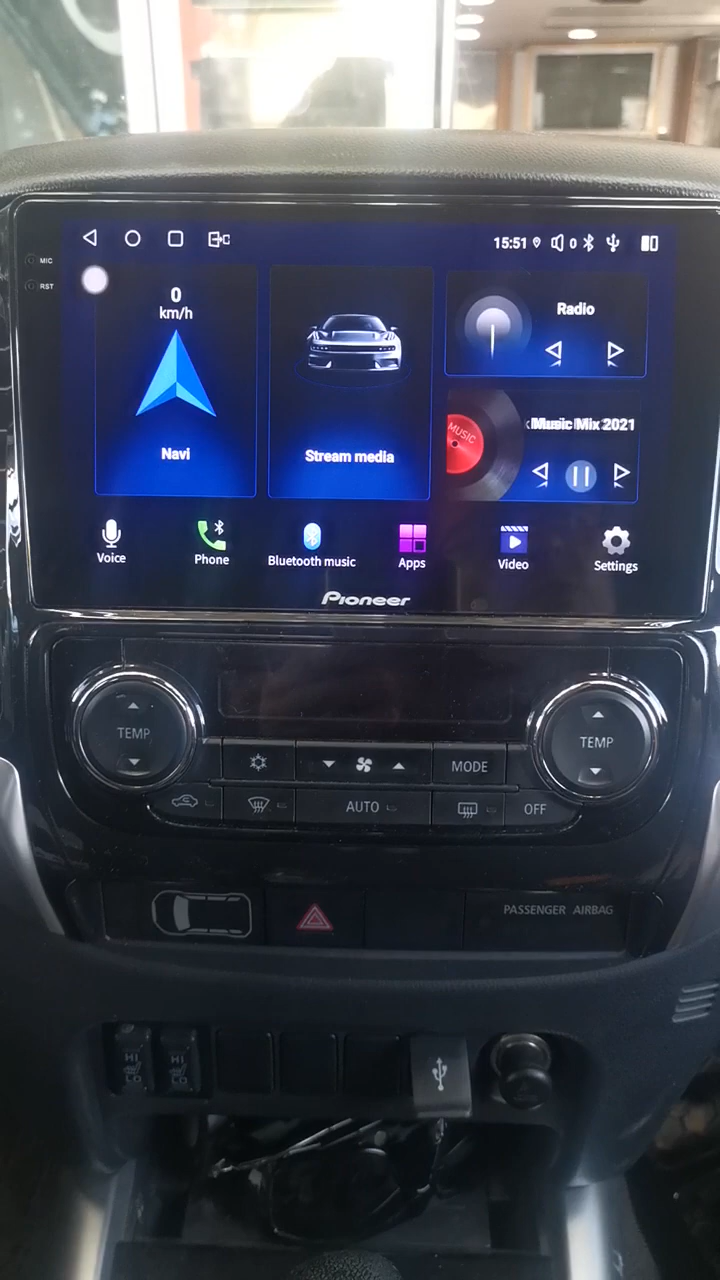 MIC
RST
15:51
0
0
km/h
Navi
Stream media
Radio
MUSIC
Music Mix 2021
Voice
Phone
Bluetooth music
Apps
Video
Settings
Pioneer
TEMP
TEMP
MODE
AUTO
OFF
PASSENGER AIRBAG
HI
LO
HI
LO